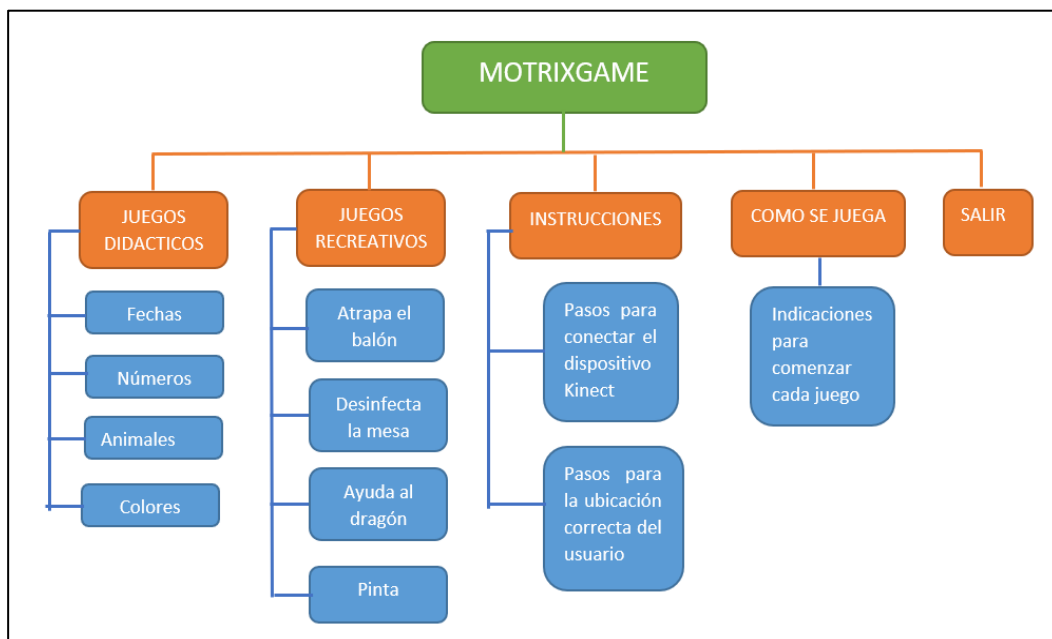 MOTRIXGAME
JUEGOS
DIDACTICOS
Fechas
Números
Animales
Colores
JUEGOS
RECREATIVOS
Atrapa el
balón
Desinfecta
la mesa
Ayuda al
dragón
Pinta
INSTRUCCIONES
Pasos para
conectar el
dispositivo
Kinect
Pasos para
la ubicación
correcta del
usuario
COMO SE JUEGA
Indicaciones
para
comenzar
cada juego
SALIR